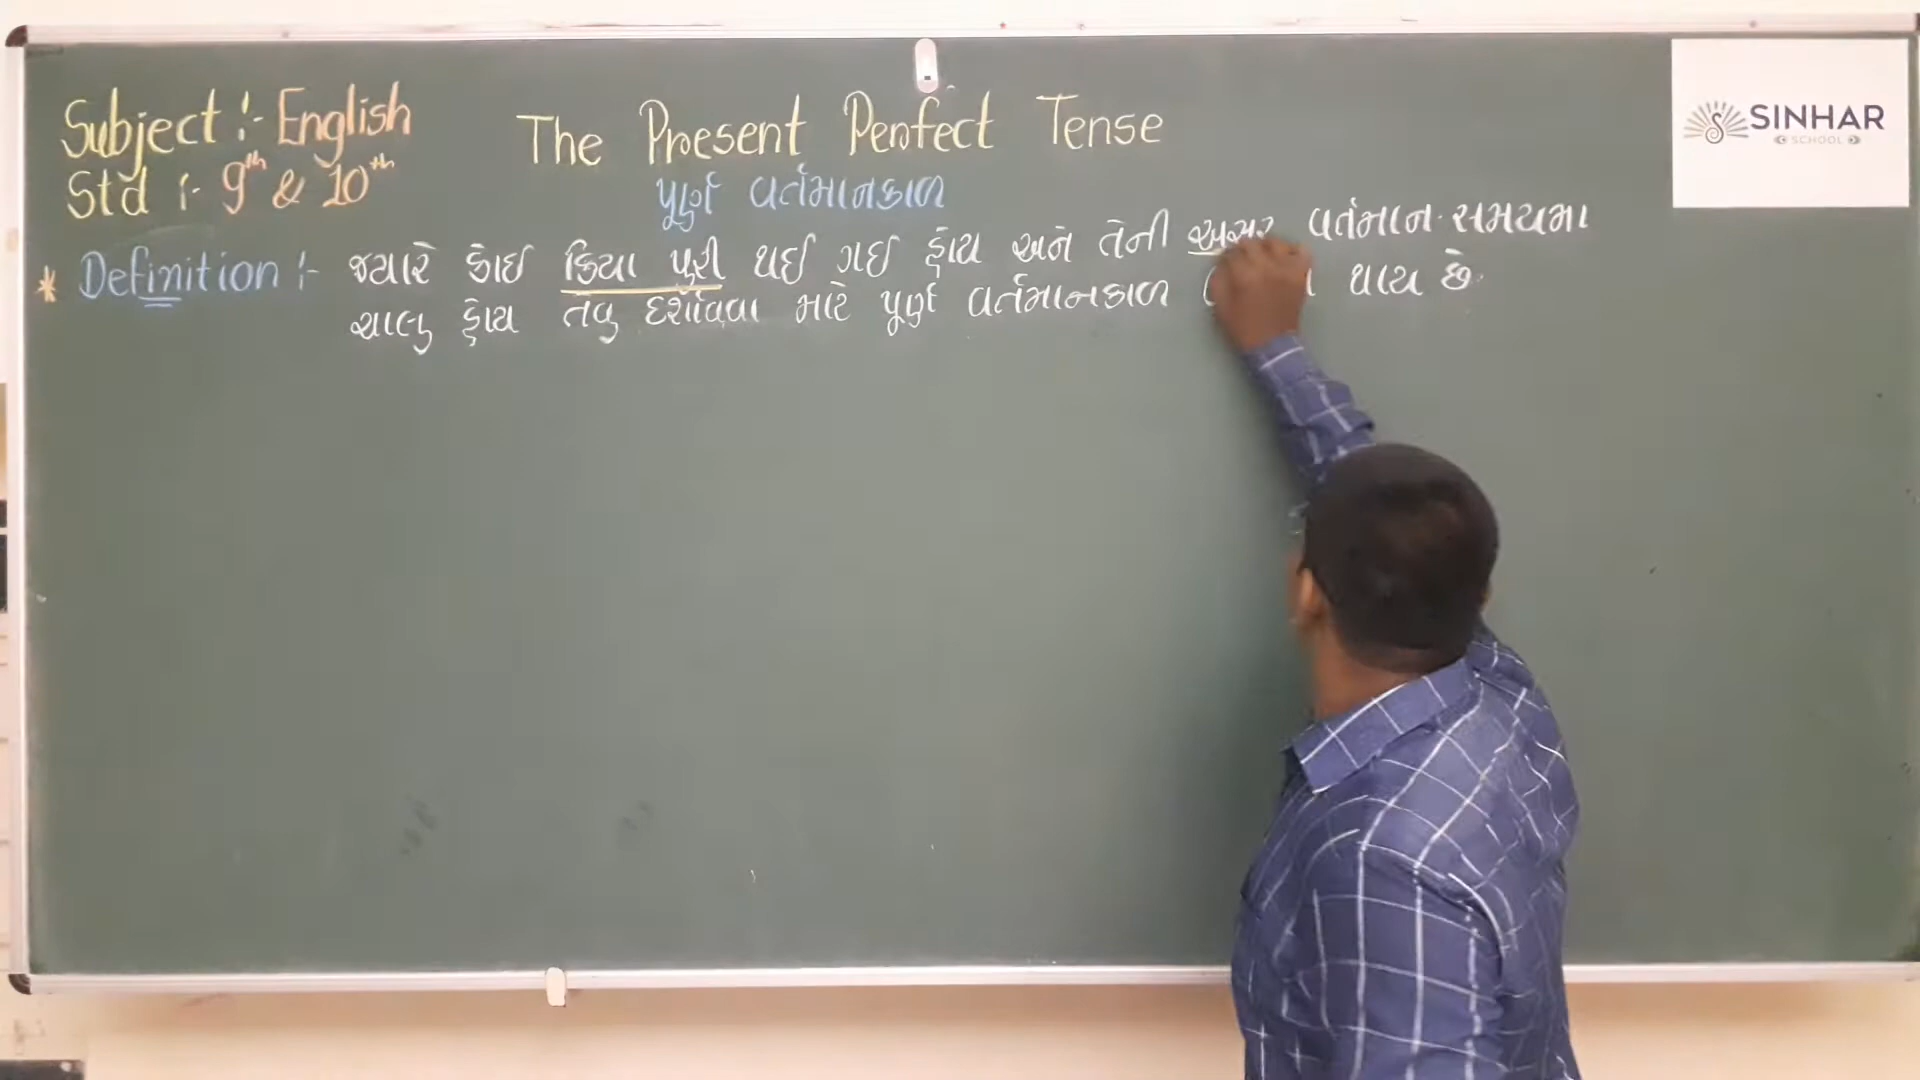 Subject :- English
Std :- 9th & 10th
The Present Perfect Tense
પૂર્ણ વર્તમાનકાળ
* Definition :- જ્યારે કોઈ ક્રિયા પુરી થઈ ગઈ હોય અને તેની અસર વર્તમાન સમયમા
ચાલુ હોય તેવુ દર્શાવવા માટે પૂર્ણ વર્તમાનકાળ થાય છે.
SINHAR
SCHOOL